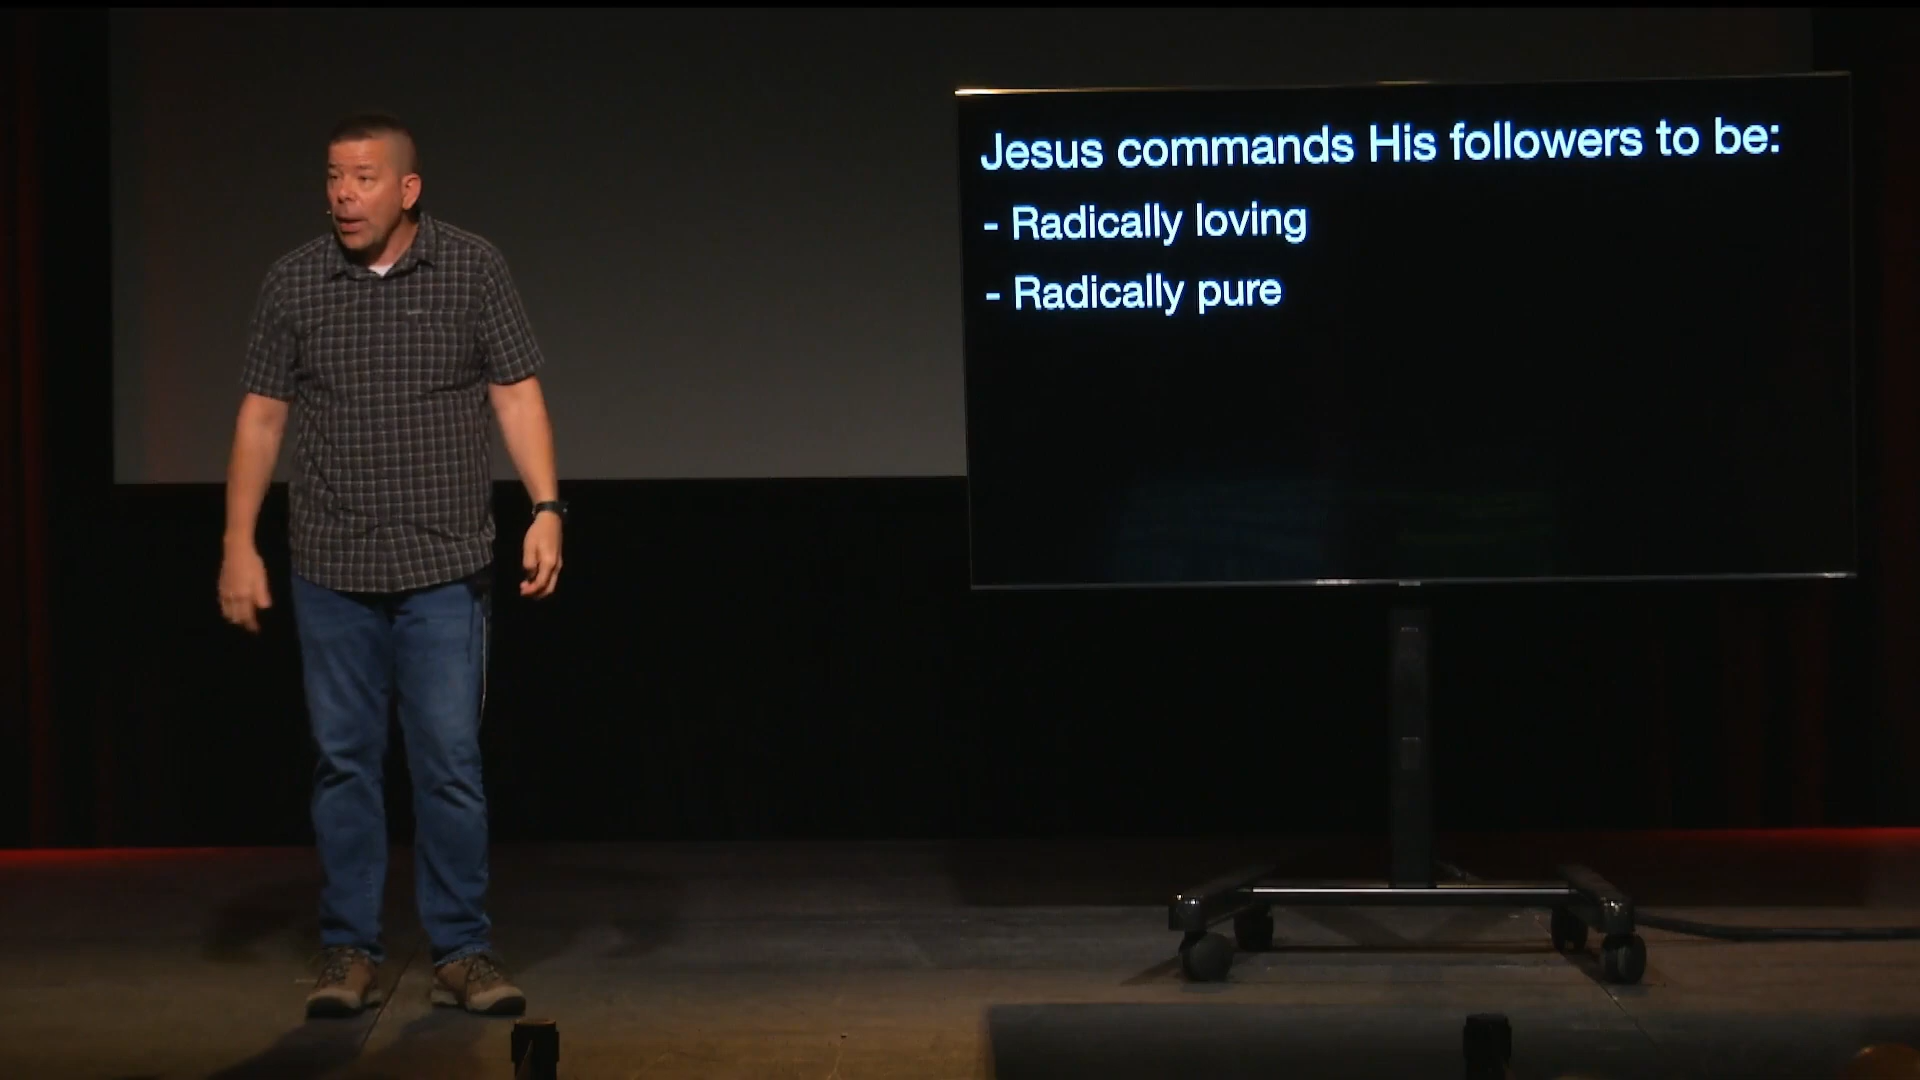 Jesus commands His followers to be:
- Radically loving
- Radically pure